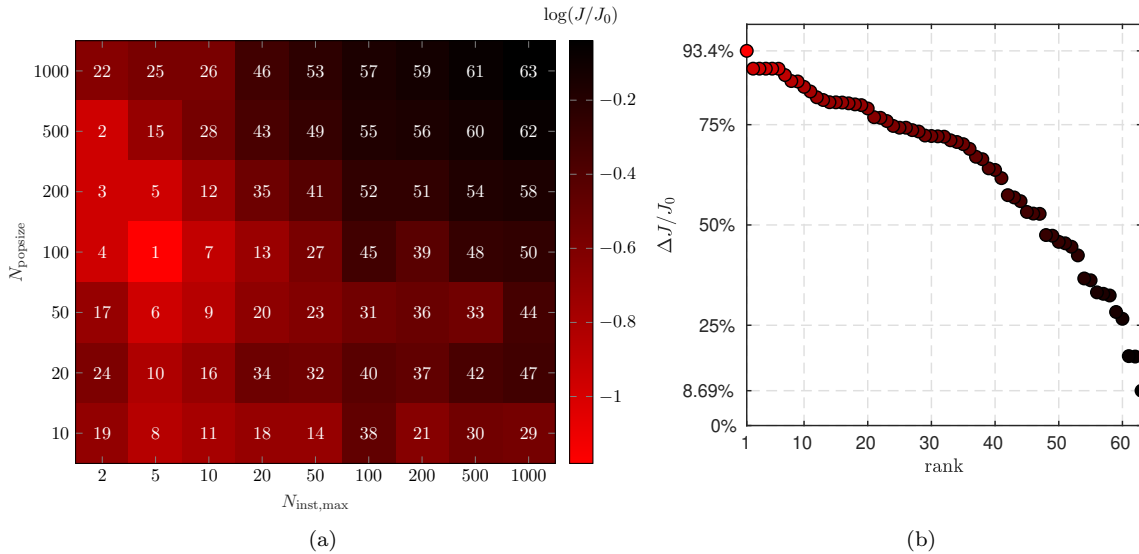 log(J/J₀)
1000 22 25 26 46 53 57 59 61 63
500 2 15 28 43 49 55 56 60 62
200 3 5 12 35 41 52 51 54 58
100 4 1 7 13 27 45 39 48 50
50 17 6 9 20 23 31 36 33 44
20 24 10 16 34 32 40 37 42 47
10 19 8 11 18 14 38 21 30 29
2 5 10 20 50 100 200 500 1000
N_popsize
N_inst,max
−0.2
−0.4
−0.6
−0.8
−1
(a)
93.4%
75%
50%
25%
8.69%
0%
ΔJ/J₀
1 10 20 30 40 50 60
rank
(b)